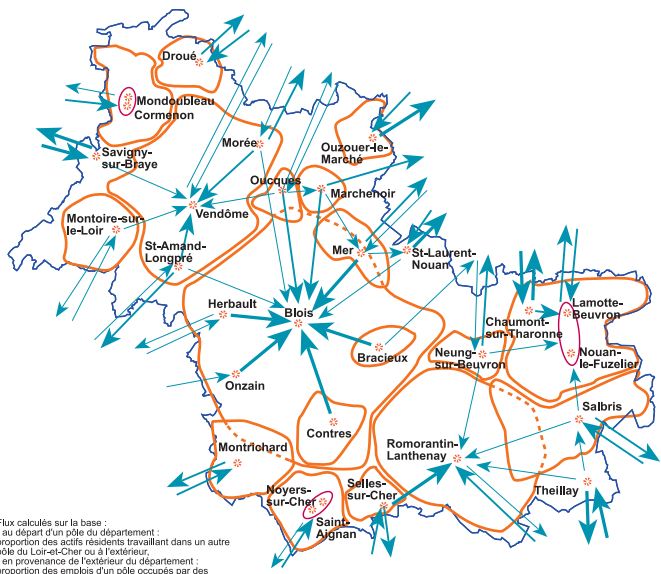 Droué
Mondoubleau
Cormenon
Savigny-
sur-Braye
Morée
Ouzouer-le-
Marché
Oucques
Marchenoir
Vendôme
Montoire-sur-
le-Loir
St-Amand-
Longpré
Mer
St-Laurent-
Nouan
Herbault
Blois
Lamotte-
Beuvron
Chaumont-
sur-Tharonne
Bracieux
Neung-
sur-Beuvron
Nouan-
le-Fuzelier
Onzain
Salbris
Contres
Romorantin-
Lanthenay
Montrichard
Theillay
Noyers-
sur-Cher
Selles-
sur-Cher
Saint-
Aignan
Flux calculés sur la base :
au départ d'un pôle du département :
proportion des actifs résidents travaillant dans un autre
pôle du Loir-et-Cher ou à l'extérieur,
en provenance de l'extérieur du département :
proportion des emplois d'un pôle occupés par des